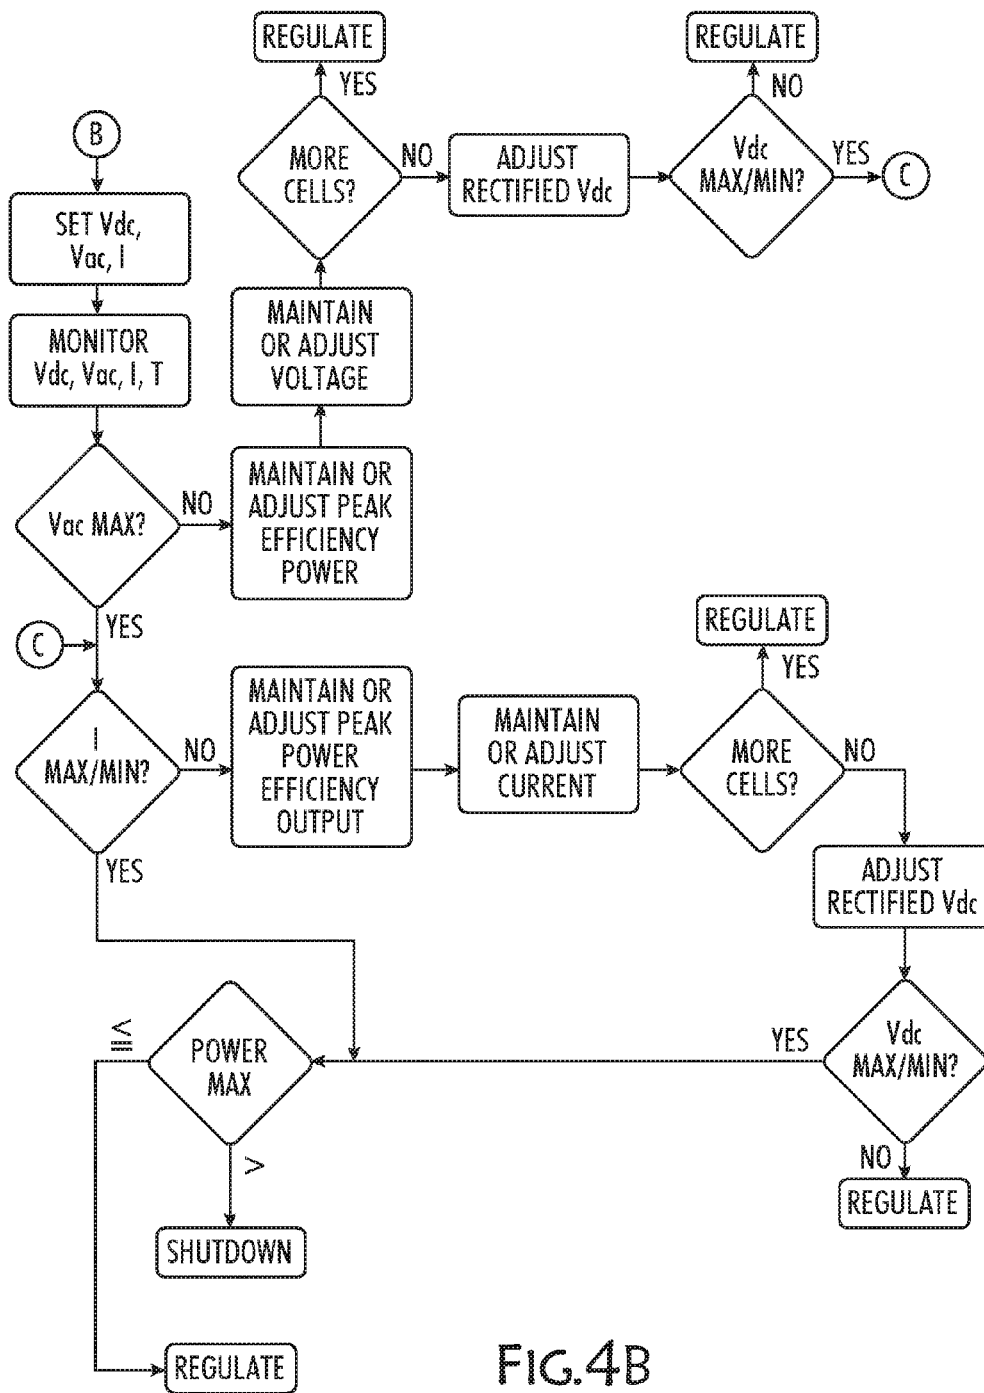 REGULATE
REGULATE
YES
NO
B
MORE
CELLS?
NO
ADJUST
RECTIFIED Vdc
Vdc
MAX/MIN?
YES
C
SET Vdc,
Vac, I
MONITOR
Vdc, Vac, I, T
MAINTAIN
OR ADJUST
VOLTAGE
Vac MAX?
NO
MAINTAIN OR
ADJUST PEAK
EFFICIENCY
POWER
YES
C
REGULATE
YES
I
MAX/MIN?
NO
MAINTAIN OR
ADJUST PEAK
POWER
EFFICIENCY
OUTPUT
MAINTAIN
OR ADJUST
CURRENT
MORE
CELLS?
NO
YES
ADJUST
RECTIFIED Vdc
≦
POWER
MAX
YES
Vdc
MAX/MIN?
>
NO
REGULATE
SHUTDOWN
REGULATE
FIG.4B